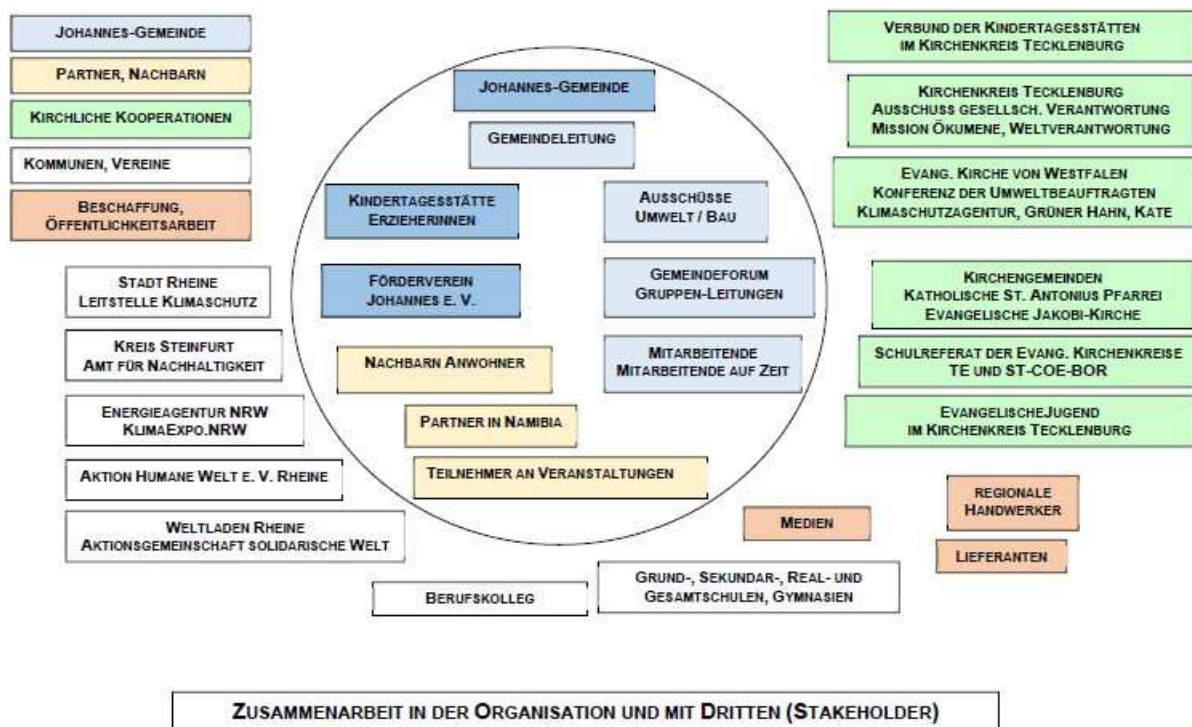 JOHANNES-GEMEINDE
PARTNER, NACHBARN
KIRCHLICHE KOOPERATIONEN
KOMMUNEN, VEREINE
BESCHAFFUNG,
ÖFFENTLICHKEITSARBEIT
STADT RHEINE
LEITSTELLE KLIMASCHUTZ
KREIS STEINFURT
AMT FÜR NACHHALTIGKEIT
ENERGIEAGENTUR NRW
KLIMAEXPO.NRW
AKTION HUMANE WELT E. V. RHEINE
WELTLADEN RHEINE
AKTIONSGEMEINSCHAFT SOLIDARISCHE WELT
JOHANNES-GEMEINDE
GEMEINDELEITUNG
KINDERTAGESSTÄTTE
ERZIEHERINNEN
AUSSCHÜSSE
UMWELT / BAU
FÖRDERVEREIN
JOHANNES E. V.
GEMEINDEFORUM
GRUPPEN-LEITUNGEN
NACHBARN ANWOHNER
MITARBEITENDE
MITARBEITENDE AUF ZEIT
PARTNER IN NAMIBIA
TEILNEHMER AN VERANSTALTUNGEN
VERBUND DER KINDERTAGESSTÄTTEN
IM KIRCHENKREIS TECKLENBURG
KIRCHENKREIS TECKLENBURG
AUSSCHUSS GESELLSCH. VERANTWORTUNG
MISSION ÖKUMENE, WELTVERANTWORTUNG
EVANG. KIRCHE VON WESTFALEN
KONFERENZ DER UMWELTBEAUFTRAGTEN
KLIMASCHUTZAGENTUR, GRÜNER HAHN, KATE
KIRCHENGEMEINDEN
KATHOLISCHE ST. ANTONIUS PFARREI
EVANGELISCHE JAKOBI-KIRCHE
SCHULREFERAT DER EVANG. KIRCHENKREISE
TE UND ST-COE-BOR
EVANGELISCHEJUGEND
IM KIRCHENKREIS TECKLENBURG
MEDIEN
REGIONALE
HANDWERKER
LIEFERANTEN
BERUFSKOLLEG
GRUND-, SEKUNDAR-, REAL- UND
GESAMTSCHULEN, GYMNASIEN
ZUSAMMENARBEIT IN DER ORGANISATION UND MIT DRITTEN (STAKEHOLDER)